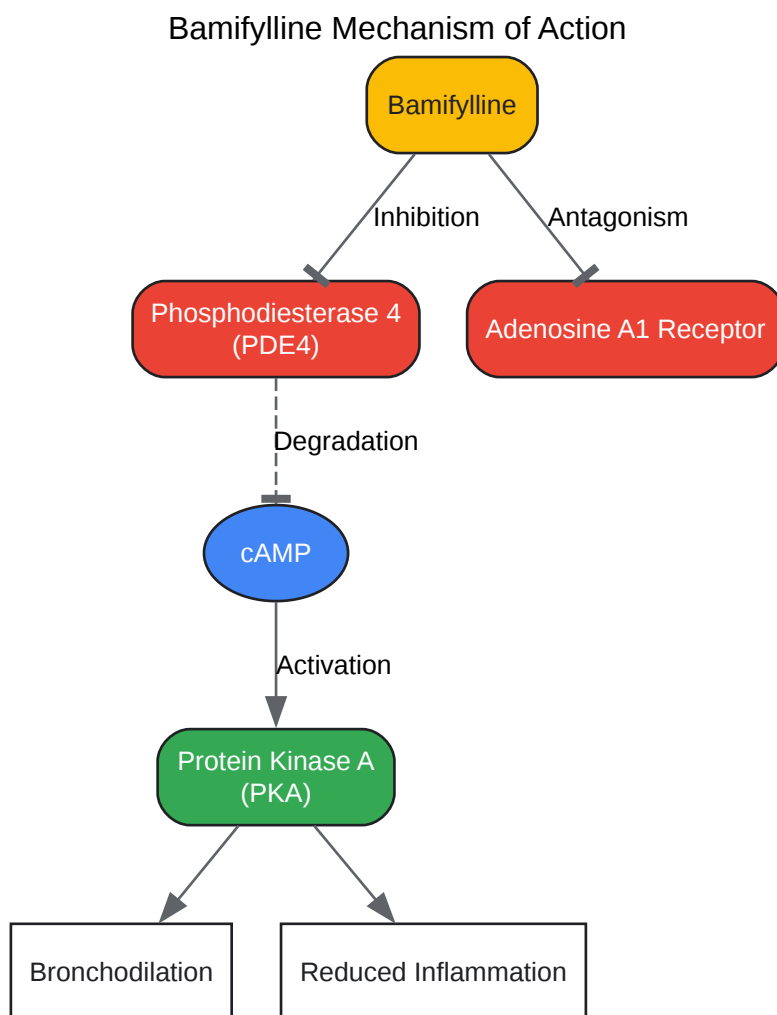 Bamifylline Mechanism of Action
Bamifylline
Inhibition
Antagonism
Phosphodiesterase 4
(PDE4)
Adenosine A1 Receptor
Degradation
cAMP
Activation
Protein Kinase A
(PKA)
Bronchodilation
Reduced Inflammation